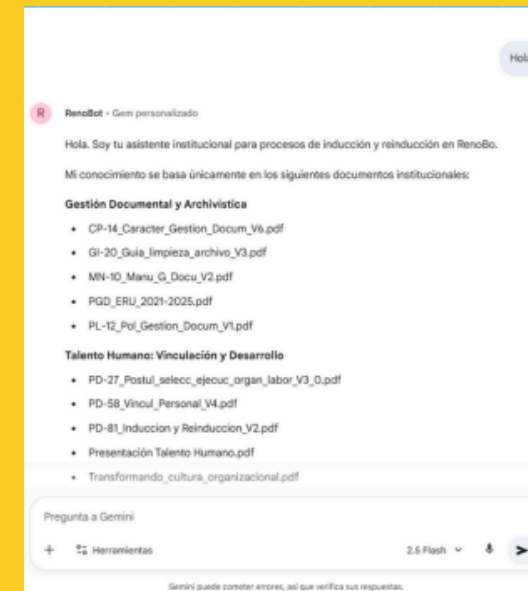 Hola
R
RenoBot - Gem personalizado
Hola. Soy tu asistente institucional para procesos de inducción y reinducción en RenoBo.
Mi conocimiento se basa únicamente en los siguientes documentos institucionales:
Gestión Documental y Archivística
• CP-14_Caracter_Gestion_Docum_V6.pdf
• GI-20_Guia_limpieza_archivo_V3.pdf
• MN-10_Manu_G_Docu_V2.pdf
• PGD_ERU_2021-2025.pdf
• PL-12_Pol_Gestion_Docum_V1.pdf
Talento Humano: Vinculación y Desarrollo
• PD-27_Postul_selecc_ejecuc_organ_labor_V3_0.pdf
• PD-58_Vincul_Personal_V4.pdf
• PD-81_Induccion y Reinduccion_V2.pdf
• Presentación Talento Humano.pdf
• Transformando_cultura_organizacional.pdf
Pregunta a Gemini
Herramientas 2.5 Flash
Gemini puede cometer errores, así que verifica sus respuestas.